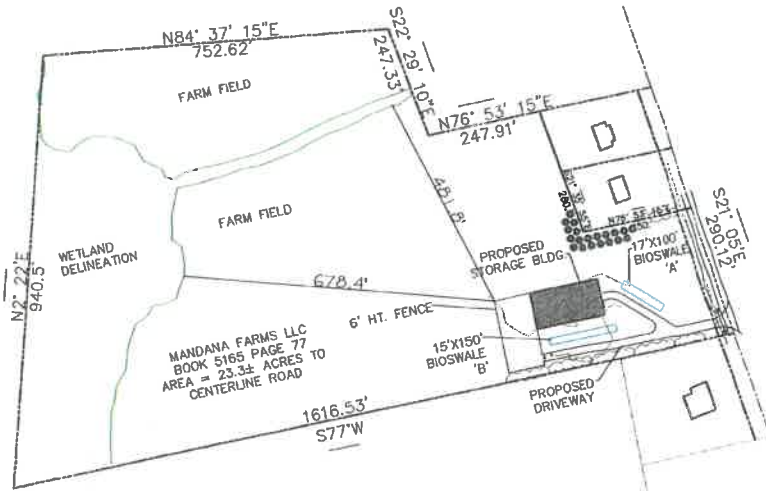 N84° 37' 15"E
752.62'
S22° 29' 10"E
247.33'
FARM FIELD
N76° 53' 15"E
247.91'
481.8'
FARM FIELD
280.
S21° 05'E
290.12'
WETLAND
DELINEATION
N2° 22'E
940.5'
PROPOSED
STORAGE BLDG.
17'X100'
BIOSWALE
'A'
678.4'
6' HT. FENCE
MANDANA FARMS LLC
BOOK 5165 PAGE 77
AREA = 23.3± ACRES TO
CENTERLINE ROAD
15'X150'
BIOSWALE
'B'
PROPOSED
DRIVEWAY
1616.53'
S77°W